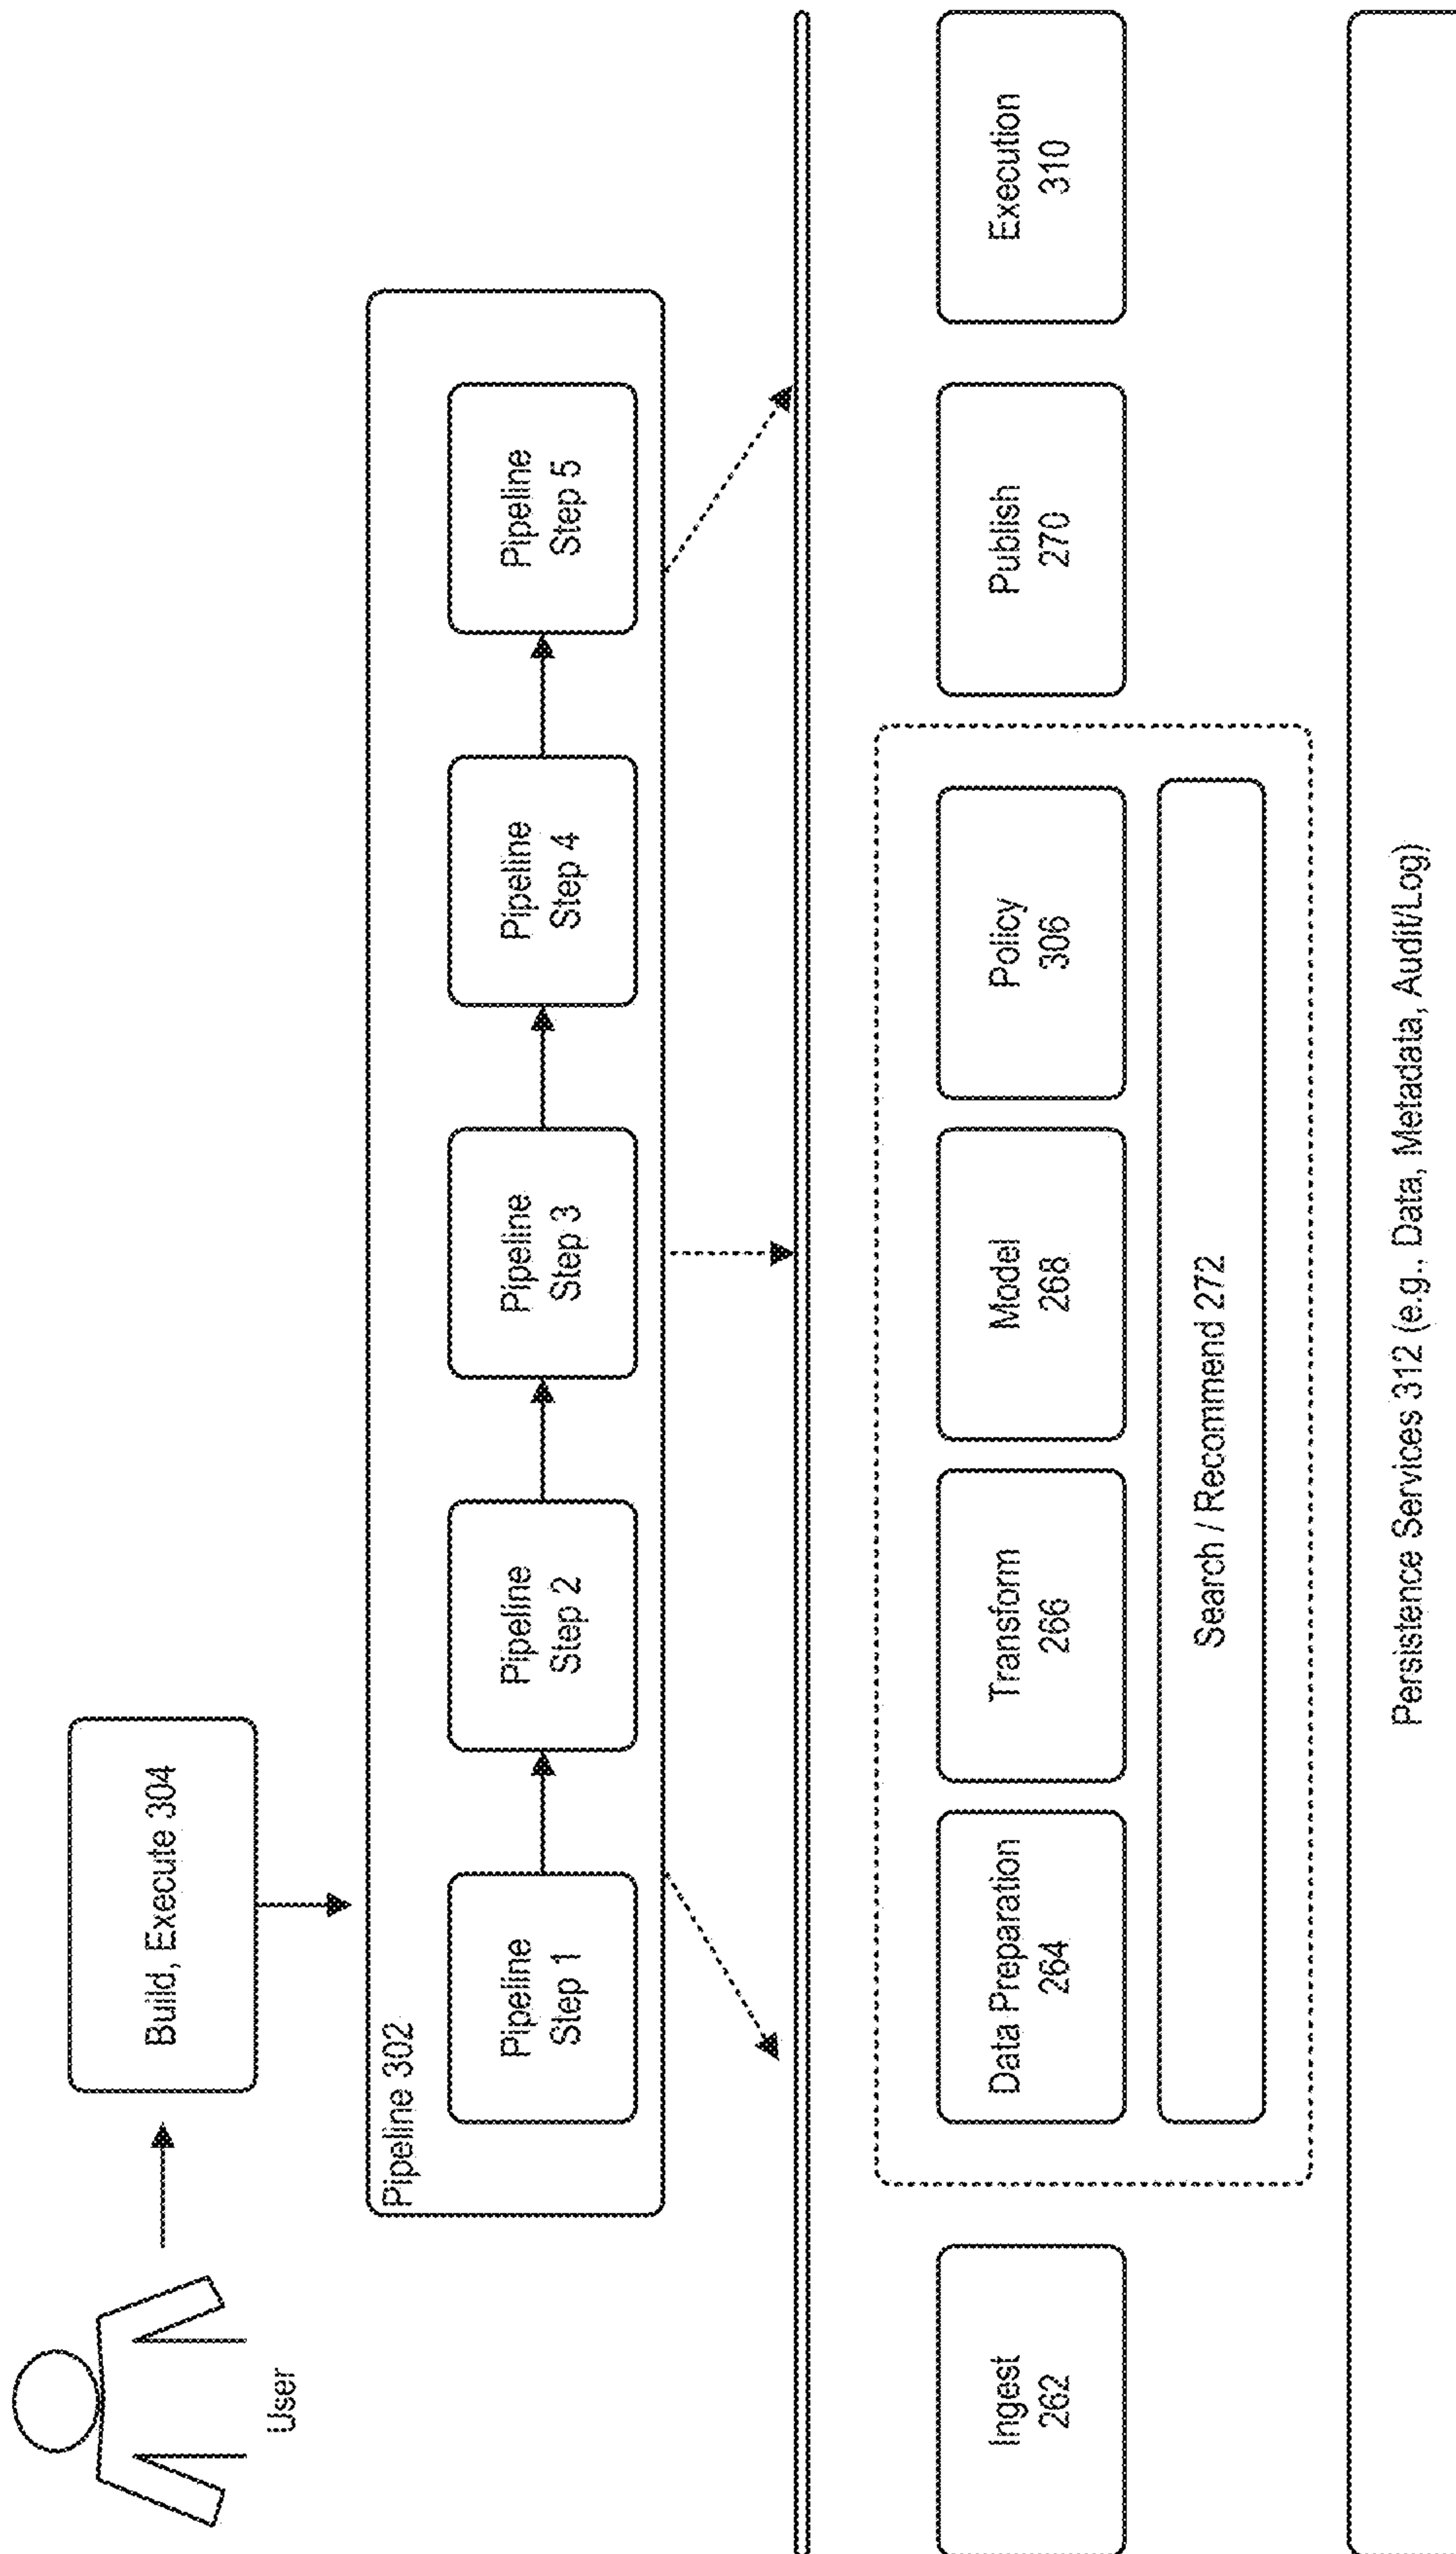 User
Build, Execute 304
Pipeline 302
Pipeline
Step 1
Pipeline
Step 2
Pipeline
Step 3
Pipeline
Step 4
Pipeline
Step 5
Ingest
262
Data Preparation
264
Transform
266
Model
268
Policy
306
Search / Recommend 272
Publish
270
Execution
310
Persistence Services 312 (e.g., Data, Metadata, Audit/Log)